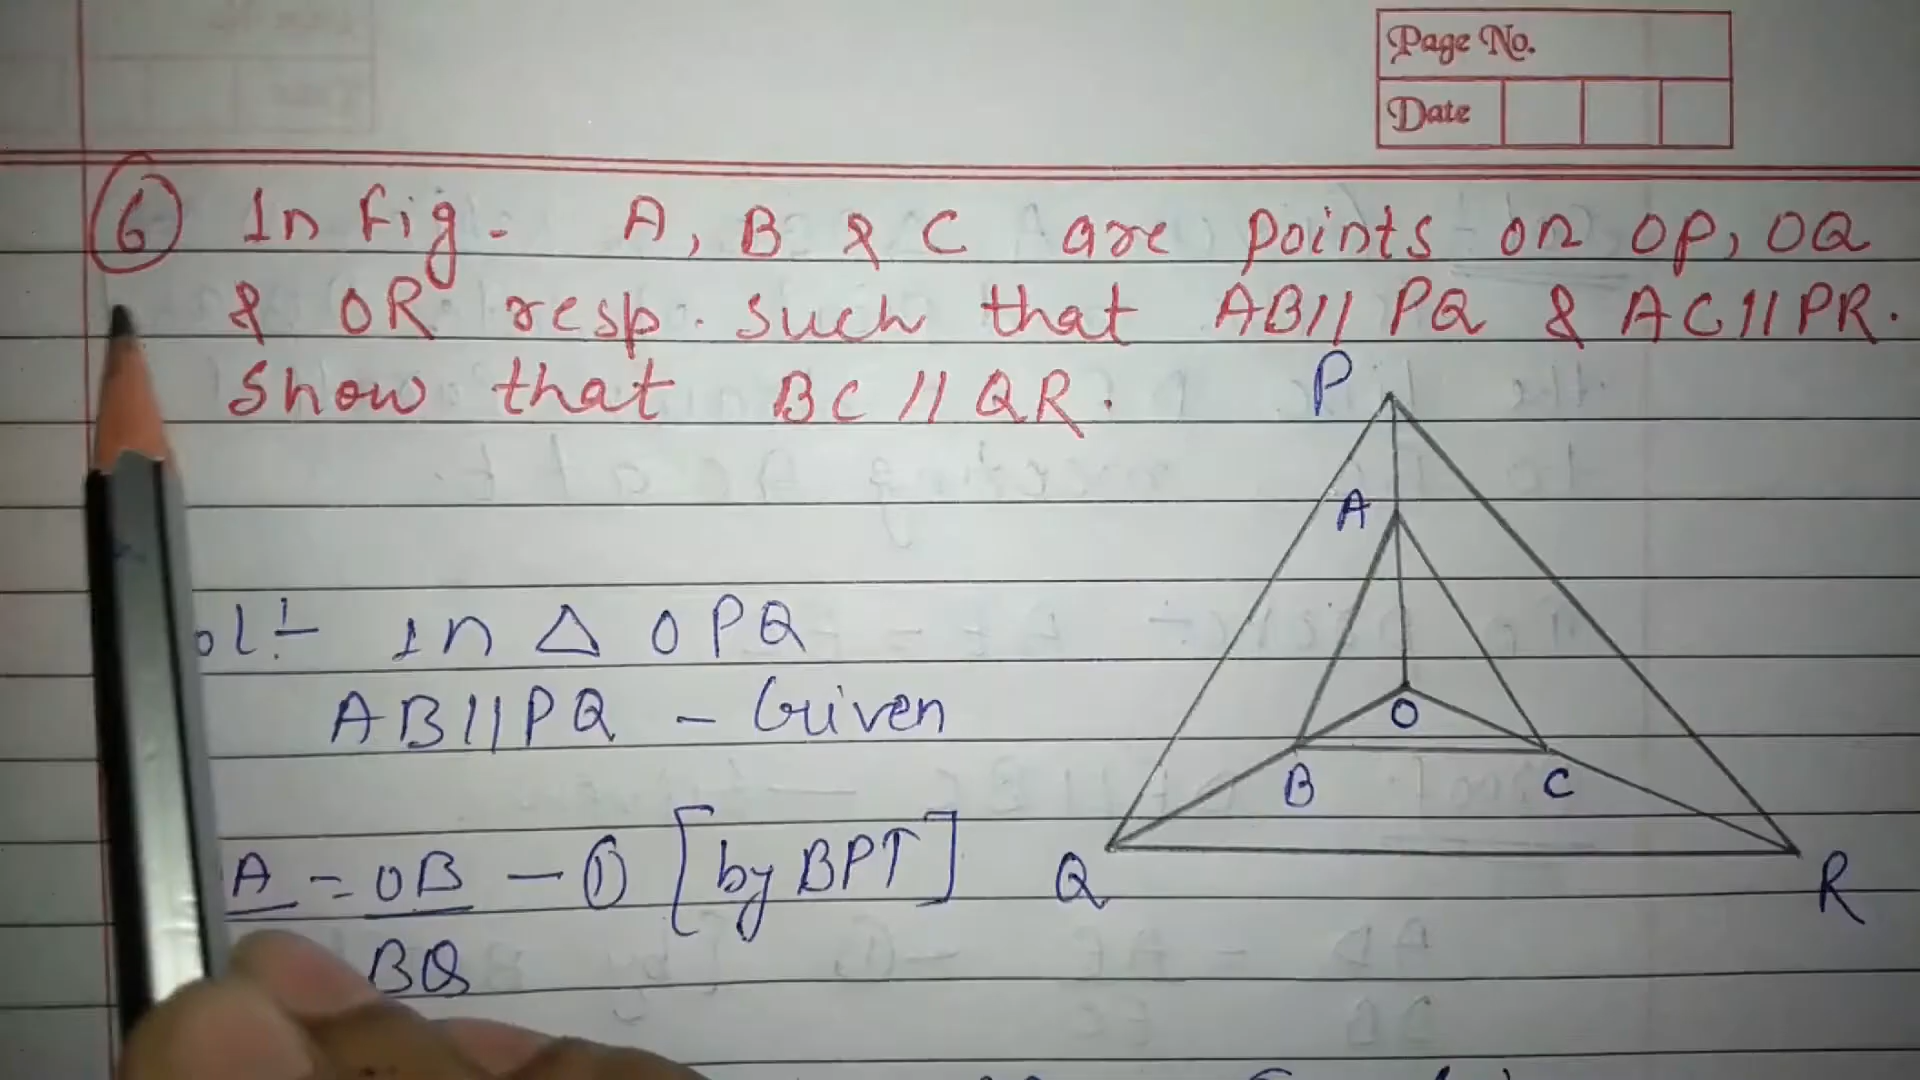 Page No.
Date
6 In fig. A, B & C are points on OP, OQ
& OR resp. such that AB // PQ & AC // PR.
Show that BC // QR.
P
A
ol:- In △ OPQ
AB // PQ - Given
O
B
C
A = OB - ① [by BPT]
Q
R
BQ